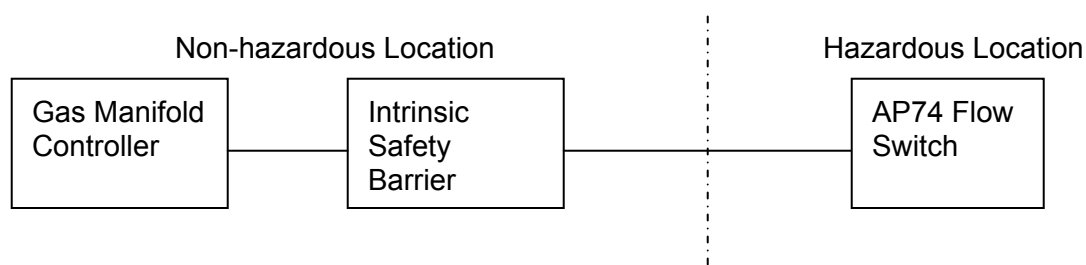 Non-hazardous Location
Hazardous Location
Gas Manifold
Controller
Intrinsic
Safety
Barrier
AP74 Flow
Switch